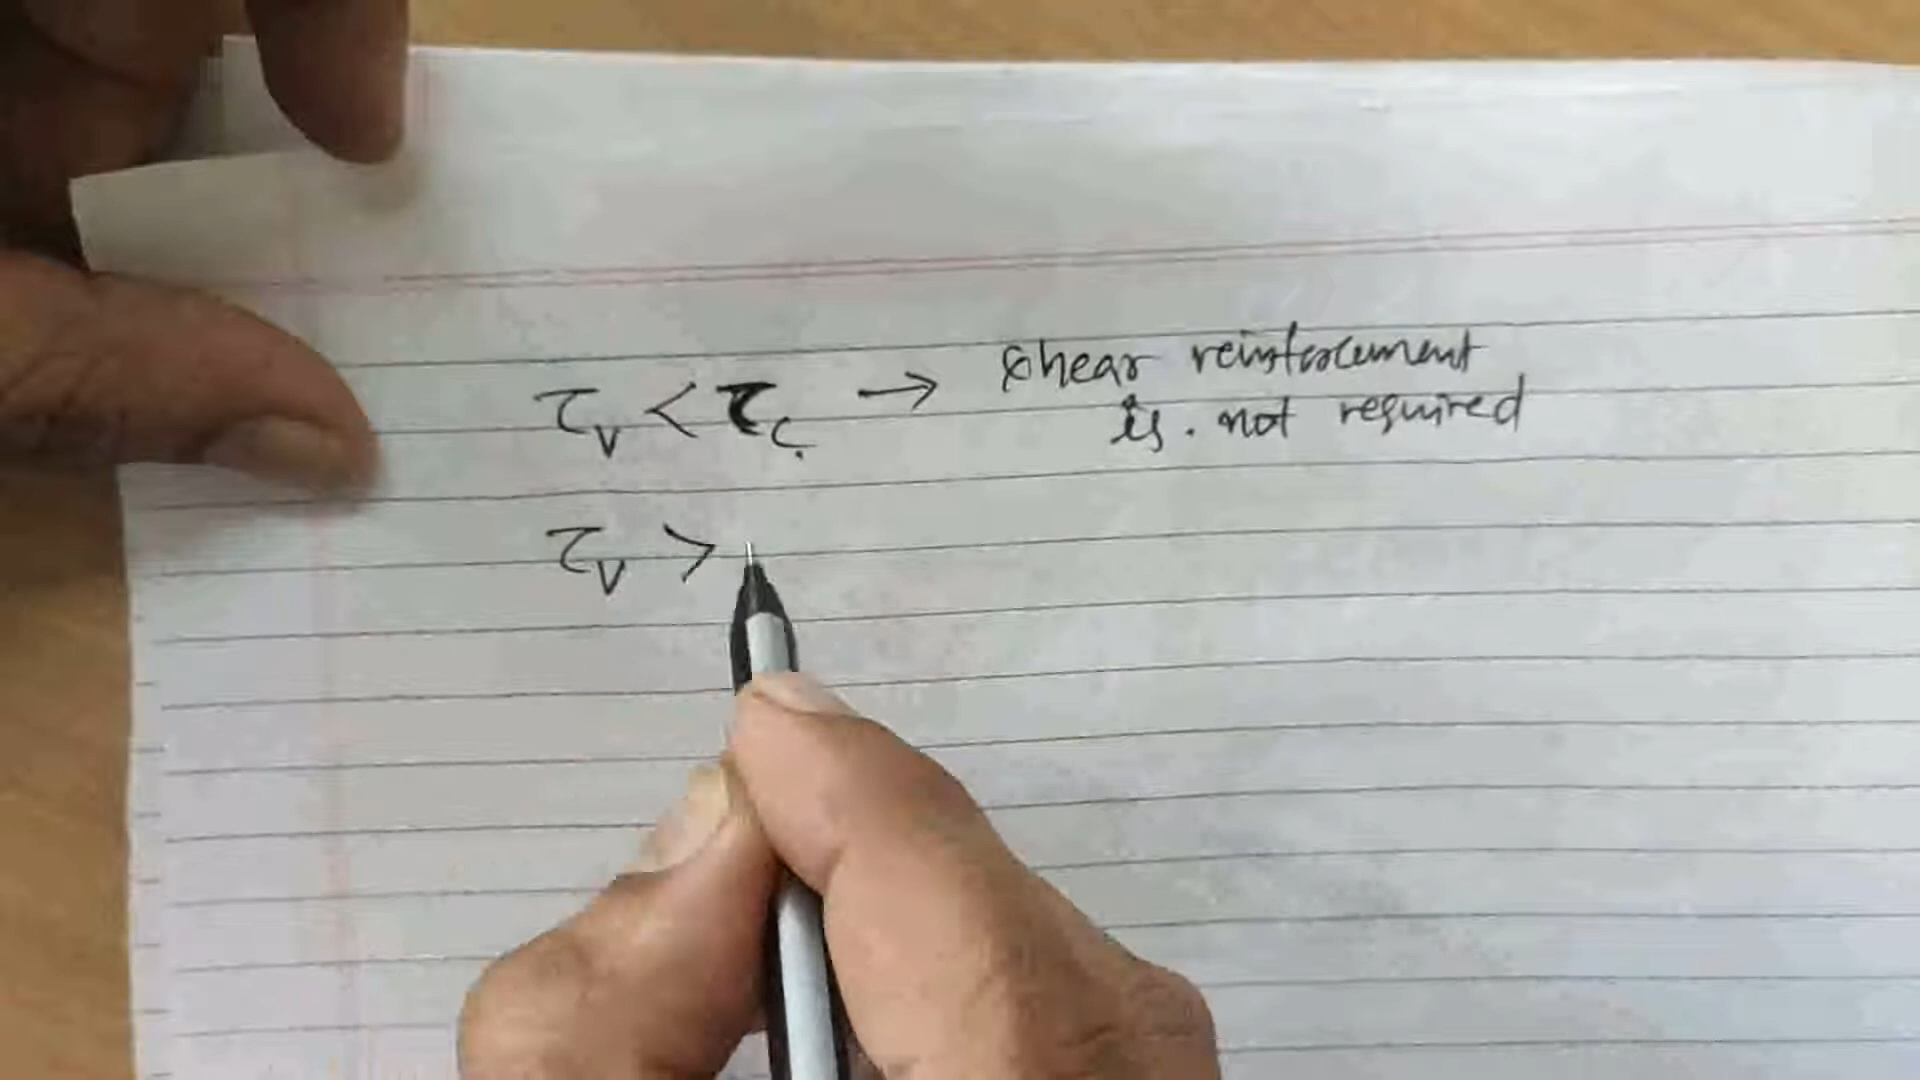 τv < τc → shear reinforcement
is. not required
τv >